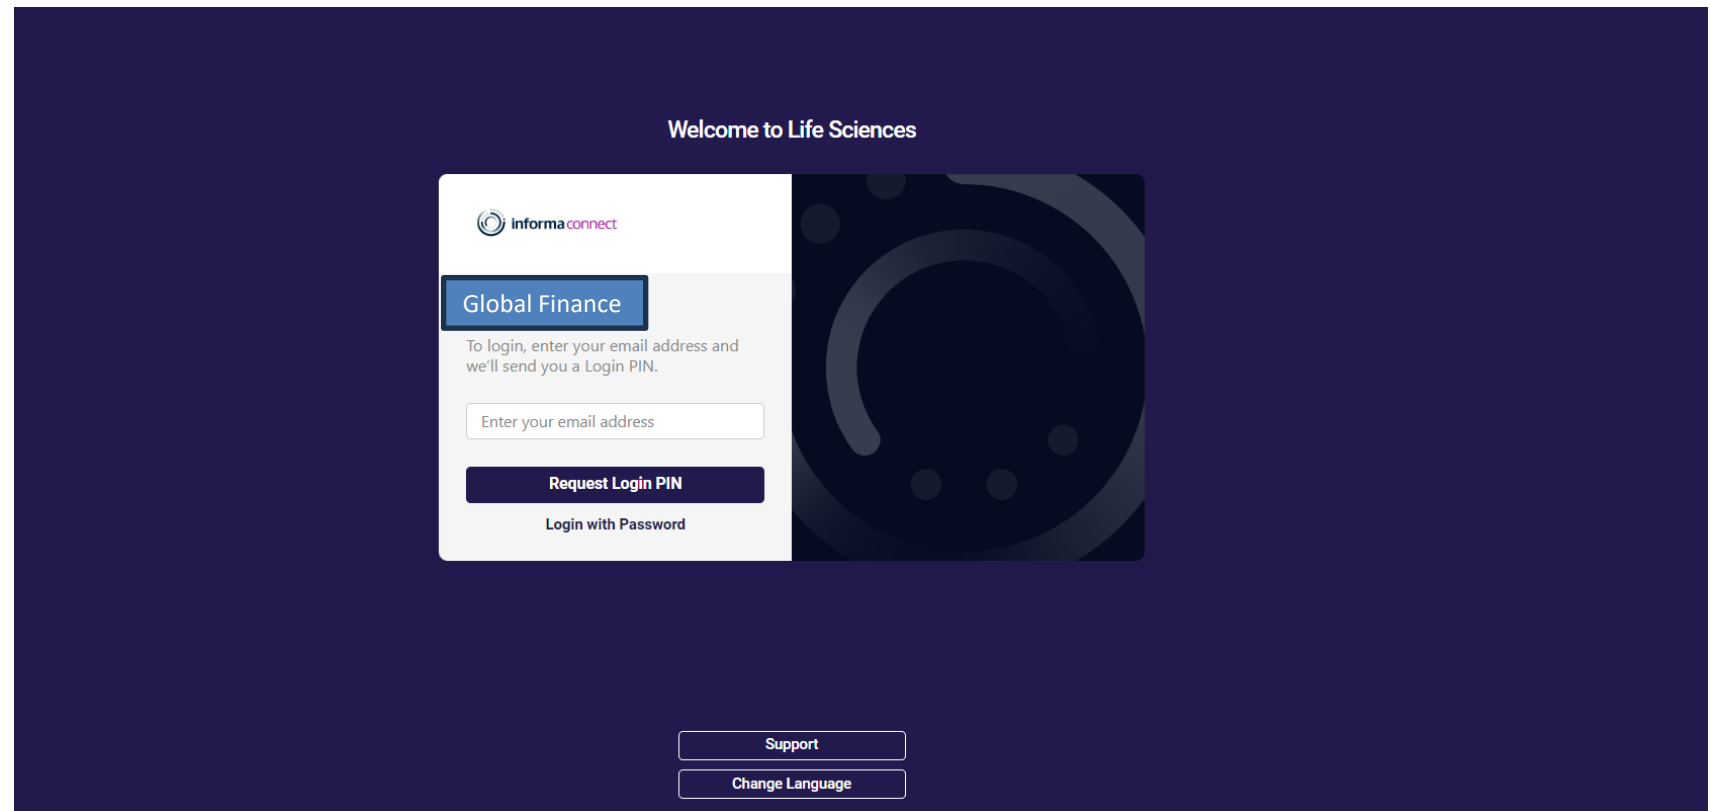 Welcome to Life Sciences
informa connect
Global Finance
To login, enter your email address and
we'll send you a Login PIN.
Enter your email address
Request Login PIN
Login with Password
Support
Change Language